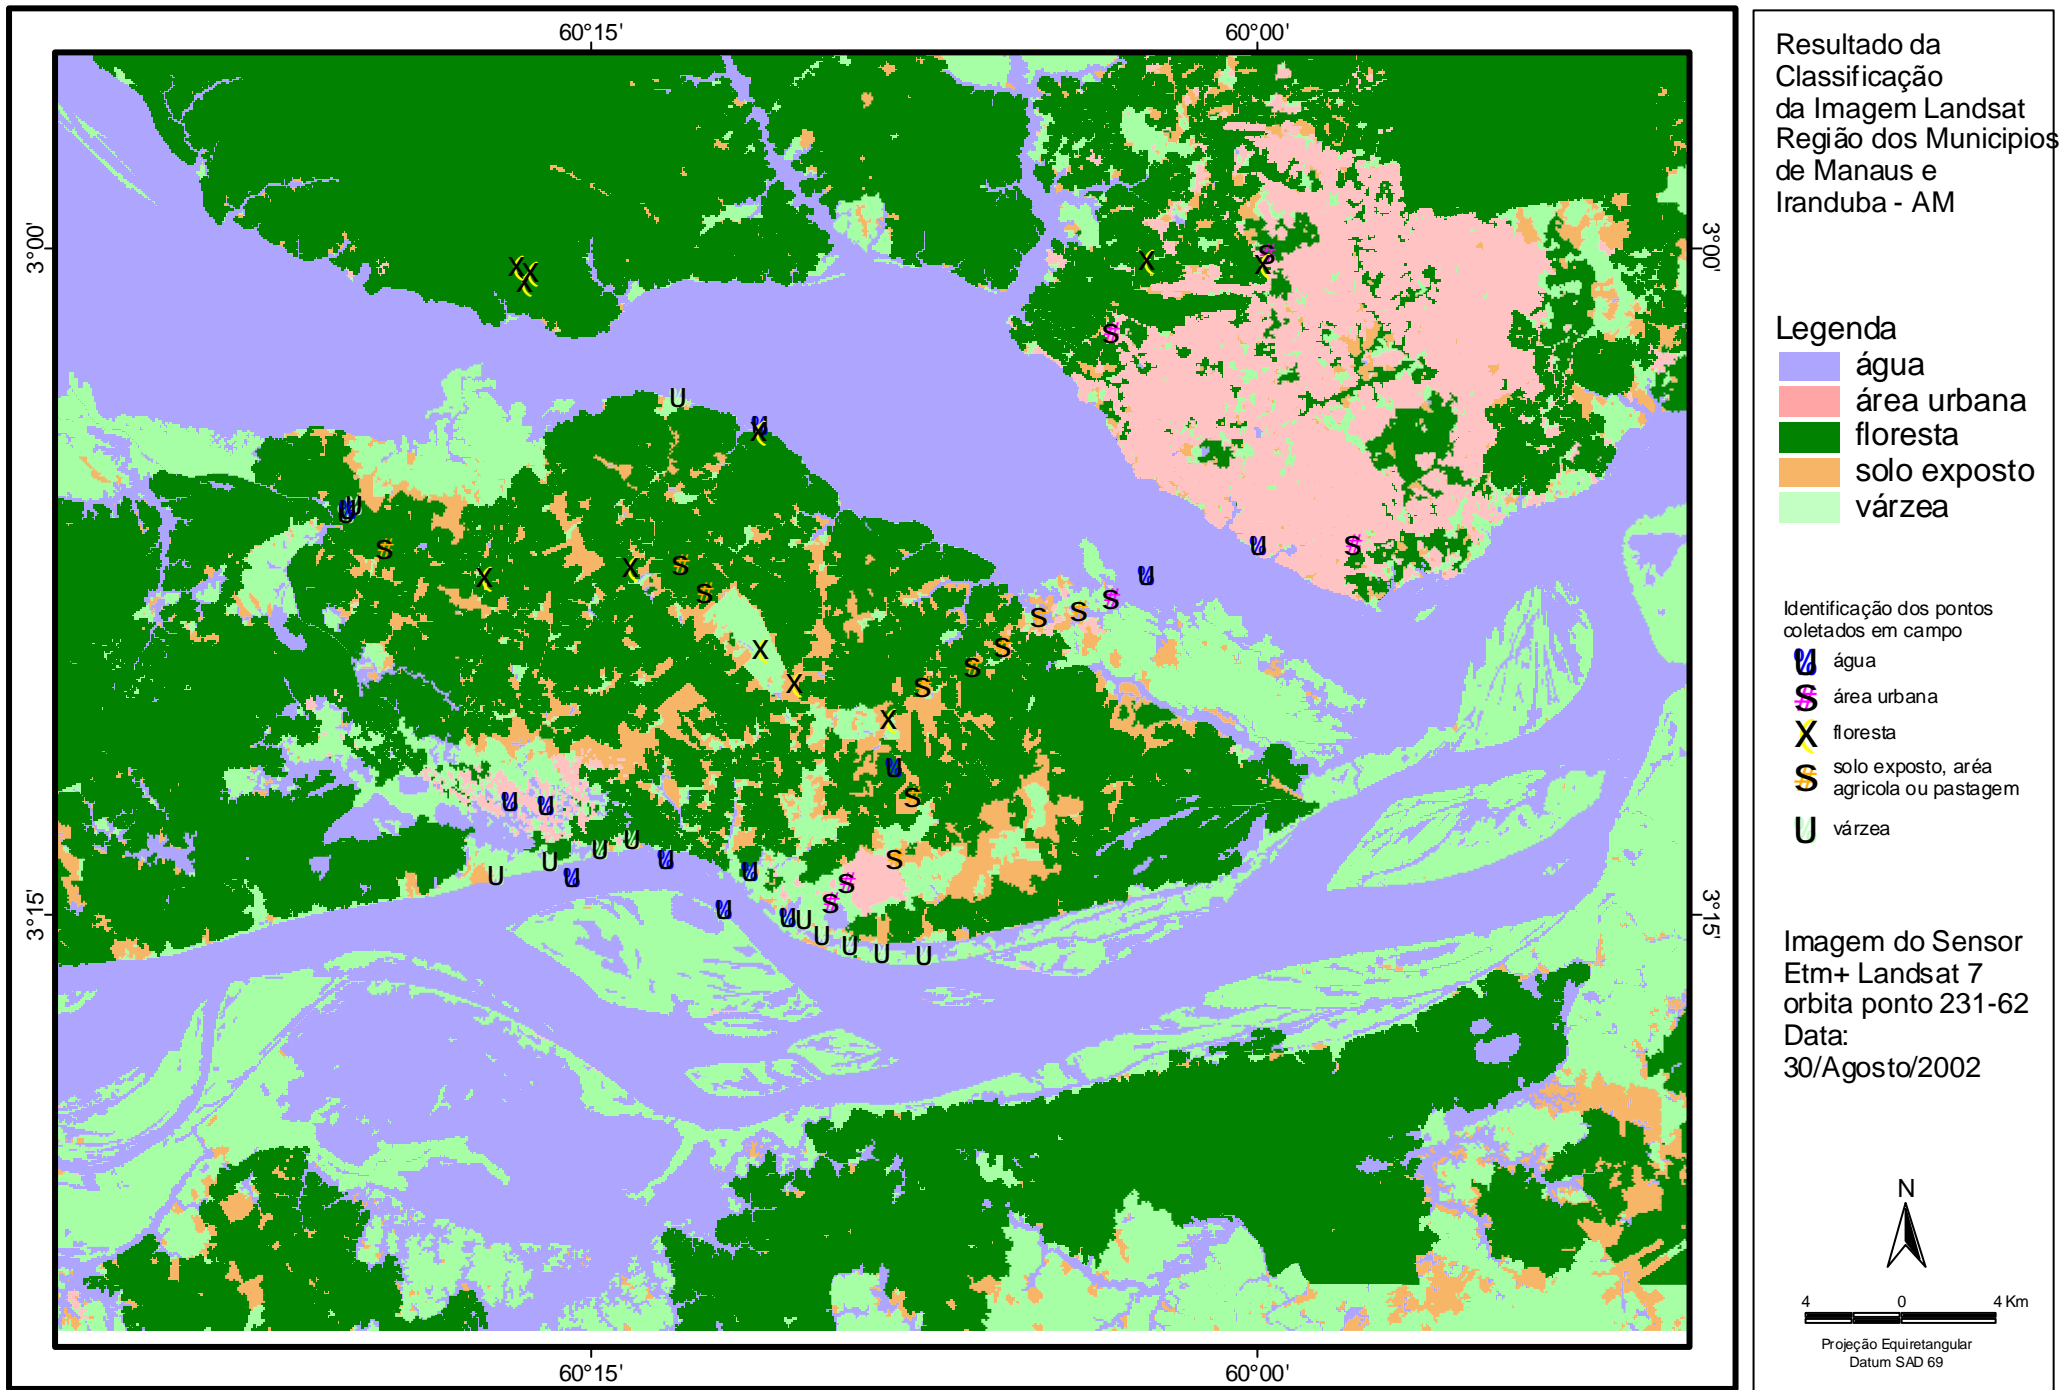 60°15'
60°00'
3°00'
3°00'
3°15'
3°15'
60°15'
60°00'
Resultado da
Classificação
da Imagem Landsat
Região dos Municipios
de Manaus e
Iranduba - AM
Legenda
água
área urbana
floresta
solo exposto
várzea
Identificação dos pontos
coletados em campo
água
área urbana
floresta
solo exposto, aréa
agricola ou pastagem
várzea
Imagem do Sensor
Etm+ Landsat 7
orbita ponto 231-62
Data:
30/Agosto/2002
N
4 0 4 Km
Projeção Equiretangular
Datum SAD 69